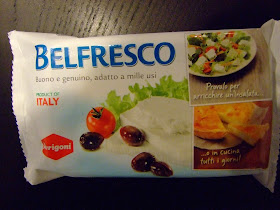 BELFRESCO
buono e genuino, adatto a mille usi
PRODUCT OF
ITALY
Provalo per
arricchire un'insalata...
Arrigoni
...e in cucina
tutti i giorni!